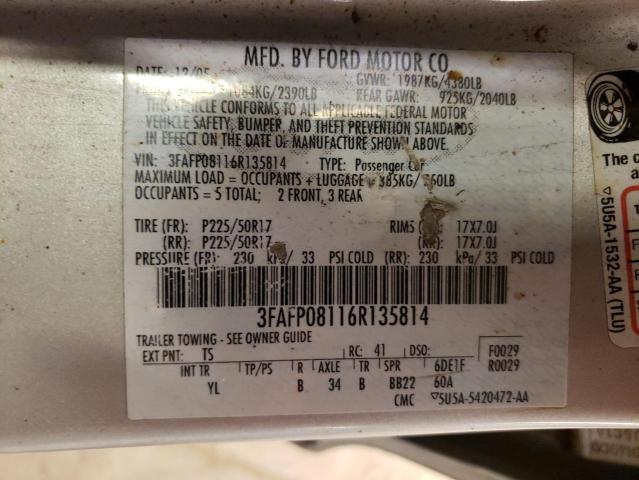 MFD. BY FORD MOTOR CO.
DATE: 12/05 GVWR: 1987KG/4380LB
1084KG/2390LB REAR GAWR: 925KG/2040LB
THIS VEHICLE CONFORMS TO ALL APPLICABLE FEDERAL MOTOR
VEHICLE SAFETY, BUMPER, AND THEFT PREVENTION STANDARDS
IN EFFECT ON THE DATE OF MANUFACTURE SHOWN ABOVE.
VIN: 3FAFP08116R135814 TYPE: Passenger Car
MAXIMUM LOAD = OCCUPANTS + LUGGAGE = 385KG/ 850LB
OCCUPANTS = 5 TOTAL; 2 FRONT, 3 REAR
TIRE (FR): P225/50R17 RIMS (FR): 17X7.0J
(RR): P225/50R17 (RR): 17X7.0J
PRESSURE (FR): 230 kPa/ 33 PSI COLD (RR): 230 kPa/ 33 PSI COLD
3FAFP08116R135814
TRAILER TOWING - SEE OWNER GUIDE
EXT PNT: TS RC: 41 DSO: F0029
INT TR TP/PS R AXLE TR SPR 6DE1F R0029
YL B 34 B BB22 60A
CMC ▽5U5A-5420472-AA
The c
a
▽5U5A-1532-AA (TLU)